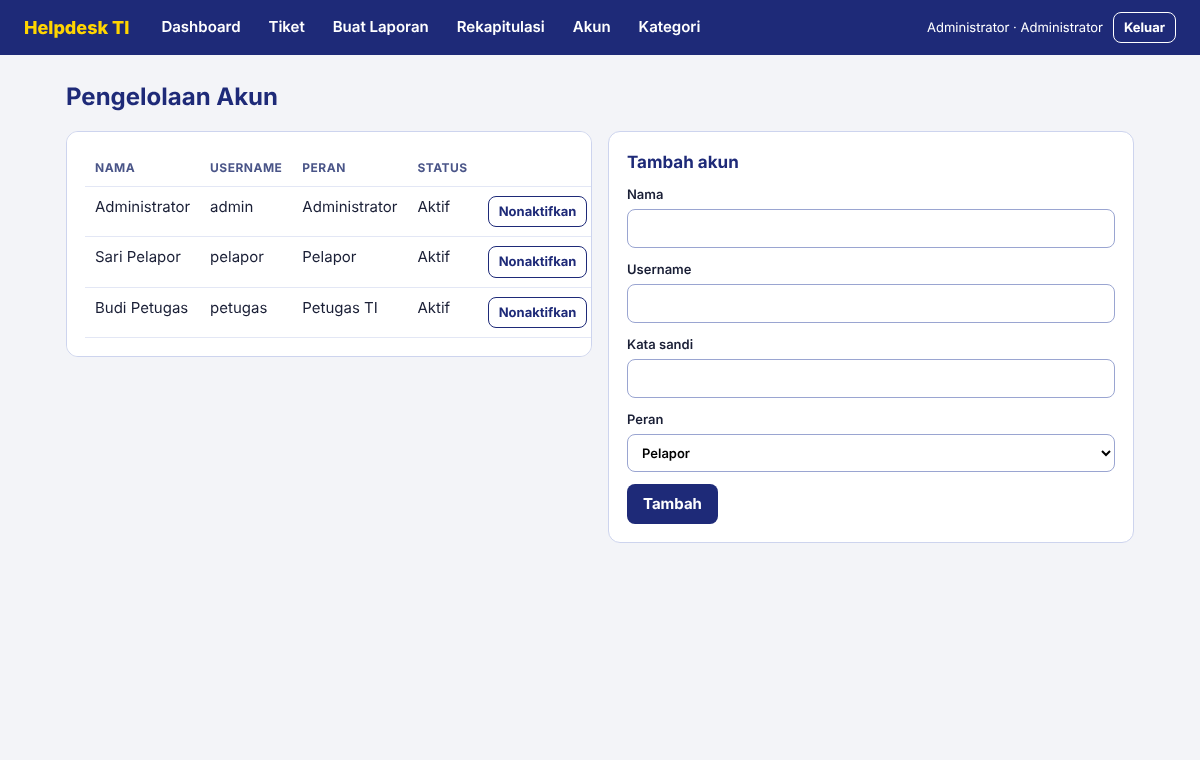 Helpdesk TI Dashboard Tiket Buat Laporan Rekapitulasi Akun Kategori Administrator · Administrator Keluar
Pengelolaan Akun
NAMA USERNAME PERAN STATUS
Administrator admin Administrator Aktif Nonaktifkan
Sari Pelapor pelapor Pelapor Aktif Nonaktifkan
Budi Petugas petugas Petugas TI Aktif Nonaktifkan
Tambah akun
Nama
Username
Kata sandi
Peran
Pelapor
Tambah